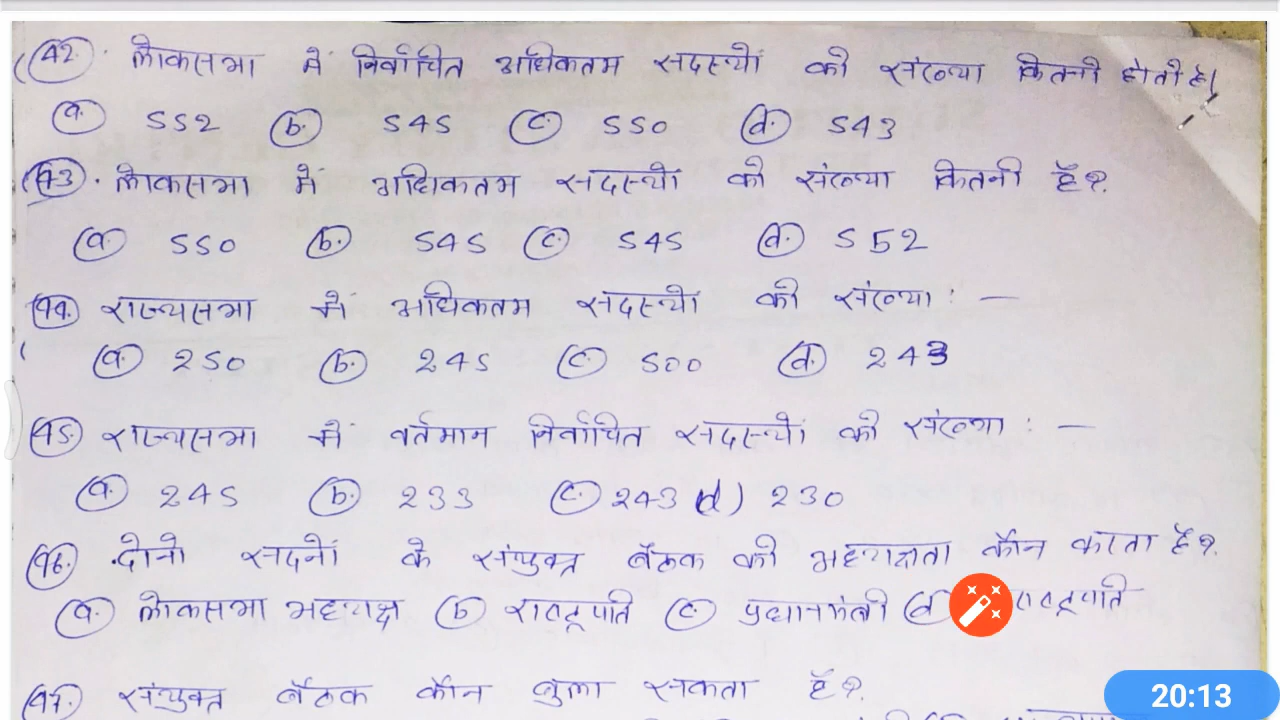 (42). लोकसभा में निर्वाचित अधिकतम सदस्यों की संख्या कितनी होती है।
(a.) 552 (b.) 545 (c.) 550 (d.) 543
(43). लोकसभा में अधिकतम सदस्यो की संख्या कितनी है?
(a) 550 (b.) 545 (c.) 545 (d.) 552
(44). राज्यसभा में अधिकतम सदस्यो की संख्या : —
(a.) 250 (b.) 245 (c.) 500 (d.) 243
(45.) राज्यसभा में वर्तमान निर्वाचित सदस्यों की संख्या : —
(a.) 245 (b.) 233 (c.) 243 (d) 230
(46.) दोनो सदनों के संयुक्त बैठक की अध्यक्षता कौन करता है?
(a.) लोकसभा अध्यक्ष (b) राष्ट्रपति (c) प्रधानमंत्री (d)
(47.) संयुक्त बैठक कौन बुला सकता है?
20:13